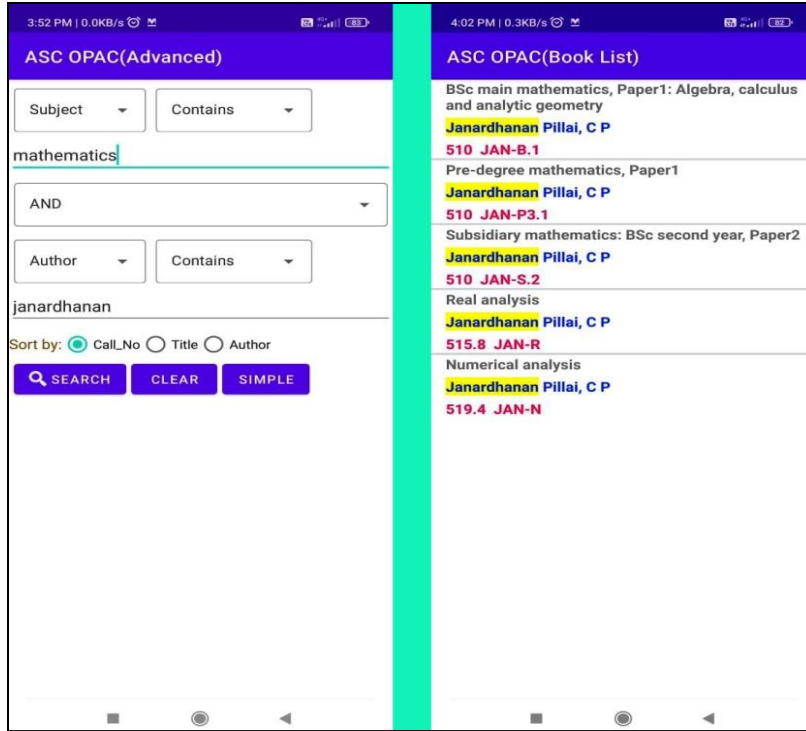 3:52 PM | 0.0KB/s
83
ASC OPAC(Advanced)
Subject Contains
mathematics
AND
Author Contains
janardhanan
Sort by: Call_No Title Author
SEARCH CLEAR SIMPLE
4:02 PM | 0.3KB/s
82
ASC OPAC(Book List)
BSc main mathematics, Paper1: Algebra, calculus
and analytic geometry
Janardhanan Pillai, C P
510 JAN-B.1
Pre-degree mathematics, Paper1
Janardhanan Pillai, C P
510 JAN-P3.1
Subsidiary mathematics: BSc second year, Paper2
Janardhanan Pillai, C P
510 JAN-S.2
Real analysis
Janardhanan Pillai, C P
515.8 JAN-R
Numerical analysis
Janardhanan Pillai, C P
519.4 JAN-N